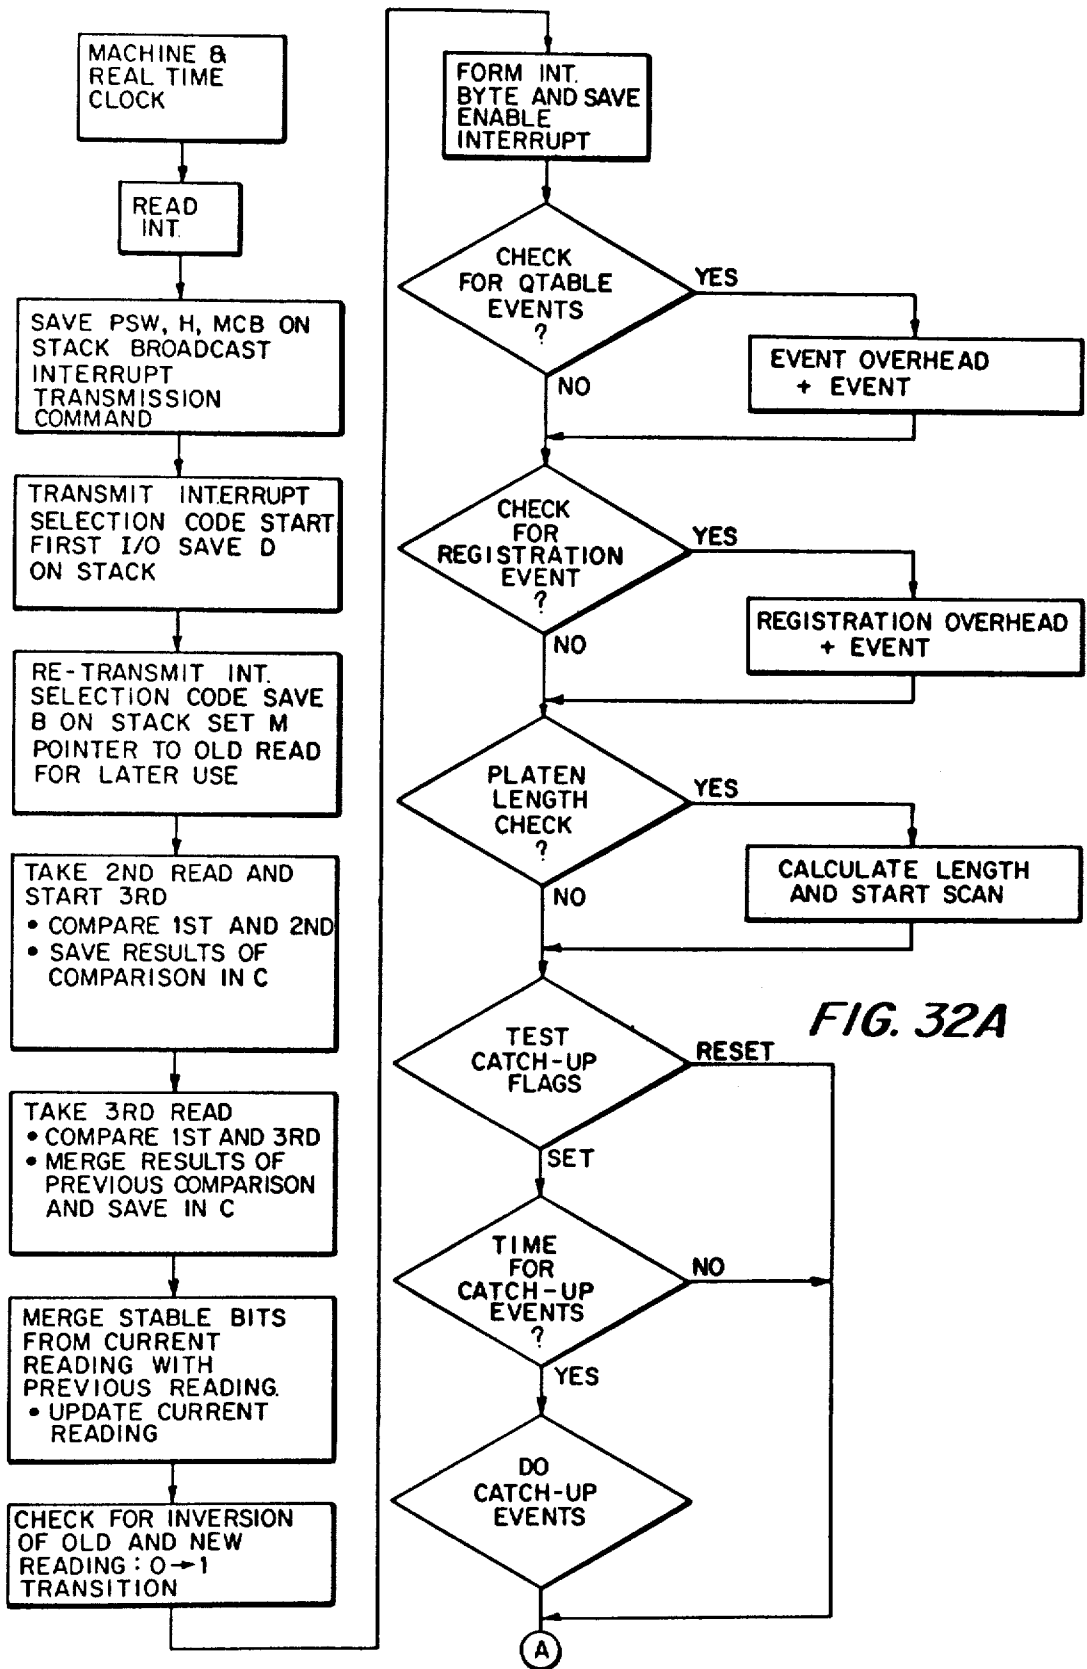 MACHINE &
REAL TIME
CLOCK
READ
INT.
SAVE PSW, H, MCB ON
STACK BROADCAST
INTERRUPT
TRANSMISSION
COMMAND
TRANSMIT INTERRUPT
SELECTION CODE START
FIRST I/O SAVE D
ON STACK
RE-TRANSMIT INT.
SELECTION CODE SAVE
B ON STACK SET M
POINTER TO OLD READ
FOR LATER USE
TAKE 2ND READ AND
START 3RD
• COMPARE 1ST AND 2ND
• SAVE RESULTS OF
COMPARISON IN C
TAKE 3RD READ
• COMPARE 1ST AND 3RD
• MERGE RESULTS OF
PREVIOUS COMPARISON
AND SAVE IN C
MERGE STABLE BITS
FROM CURRENT
READING WITH
PREVIOUS READING.
• UPDATE CURRENT
READING
CHECK FOR INVERSION
OF OLD AND NEW
READING : 0→1
TRANSITION
FORM INT.
BYTE AND SAVE
ENABLE
INTERRUPT
CHECK
FOR QTABLE
EVENTS
?
YES
NO
EVENT OVERHEAD
+ EVENT
CHECK
FOR
REGISTRATION
EVENT
?
YES
NO
REGISTRATION OVERHEAD
+ EVENT
PLATEN
LENGTH
CHECK
?
YES
NO
CALCULATE LENGTH
AND START SCAN
FIG. 32A
TEST
CATCH-UP
FLAGS
RESET
SET
TIME
FOR
CATCH-UP
EVENTS
?
NO
YES
DO
CATCH-UP
EVENTS
A